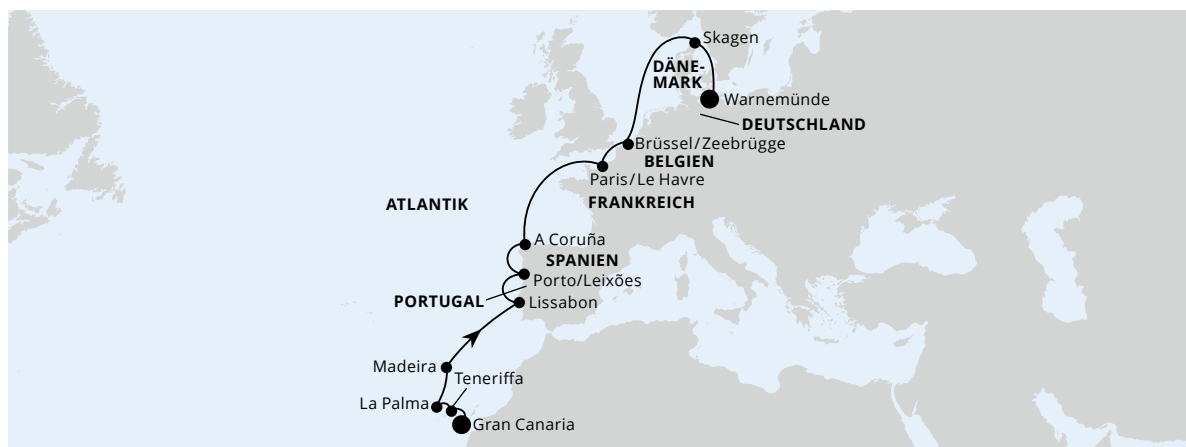 Skagen
DÄNE-
MARK
Warnemünde
DEUTSCHLAND
Brüssel/Zeebrügge
BELGIEN
Paris/Le Havre
FRANKREICH
ATLANTIK
A Coruña
SPANIEN
Porto/Leixões
PORTUGAL
Lissabon
Madeira
Teneriffa
La Palma
Gran Canaria